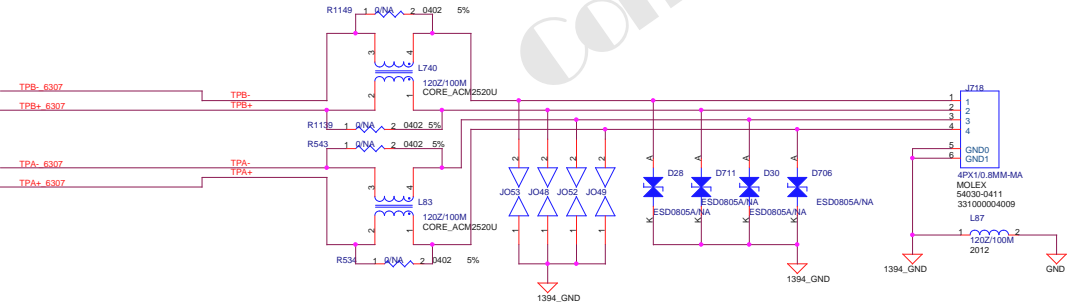 R1149 1 0/NA 2 0402 5%
Con
3 4
L740
120Z/100M
CORE_ACM2520U
2 1
TPB-_6307 TPB-
TPB+_6307 TPB+
R1139 1 0/NA 2 0402 5%
R543 1 0/NA 2 0402 5%
TPA-_6307 TPA-
TPA+_6307 TPA+
3 4
L83
120Z/100M
CORE_ACM2520U
2 1
R534 1 0/NA 2 0402 5%
2 2 2 2
JO53 JO48 JO52 JO49
1 1 1 1
1394_GND
A A A A
D28 D711 D30 D706
ESD0805A/NA ESD0805A/NA ESD0805A/NA ESD0805A/NA
K K K K
1394_GND
J718
1 1
2 2
3 3
4 4
5 GND0
6 GND1
4PX1/0.8MM-MA
MOLEX
54030-0411
331000004009
L87
1 2
120Z/100M
2012
1394_GND GND